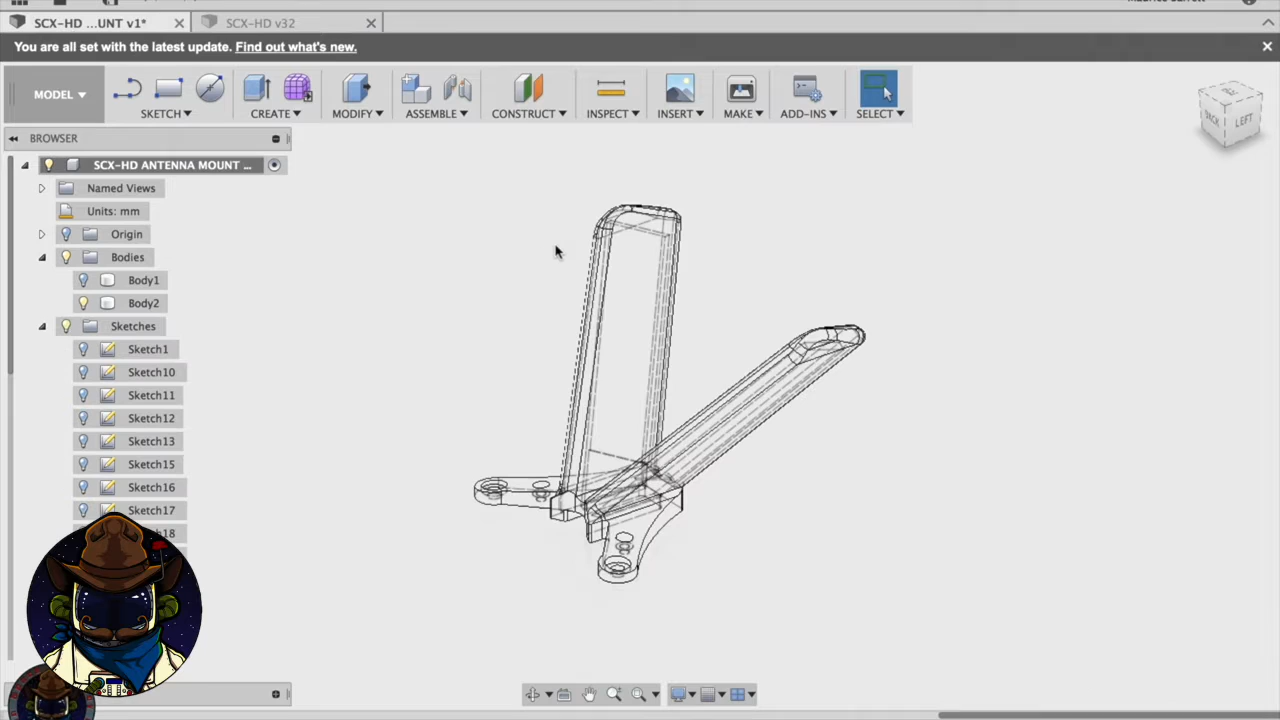 SCX-HD ...UNT v1*
SCX-HD v32
You are all set with the latest update. Find out what's new.
MODEL
SKETCH
CREATE
MODIFY
ASSEMBLE
CONSTRUCT
INSPECT
INSERT
MAKE
ADD-INS
SELECT
BACK
LEFT
BROWSER
SCX-HD ANTENNA MOUNT ...
Named Views
Units: mm
Origin
Bodies
Body1
Body2
Sketches
Sketch1
Sketch10
Sketch11
Sketch12
Sketch13
Sketch15
Sketch16
Sketch17